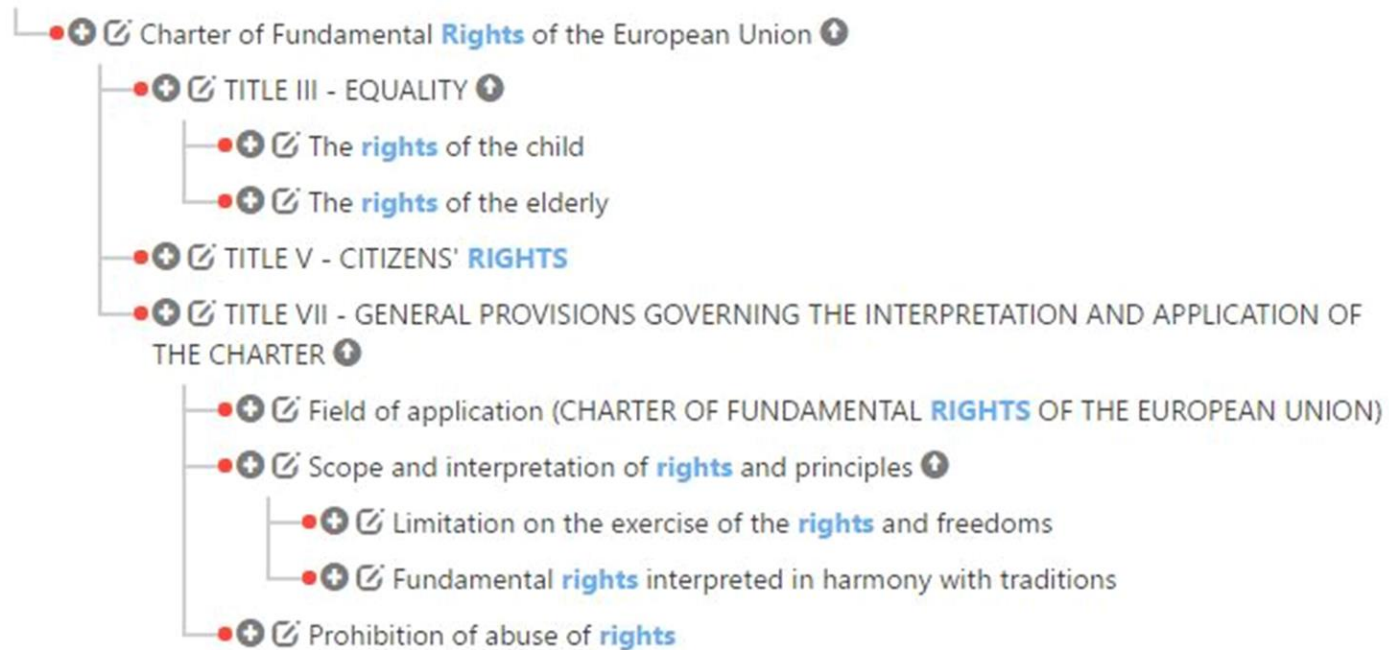 Charter of Fundamental Rights of the European Union
TITLE III - EQUALITY
The rights of the child
The rights of the elderly
TITLE V - CITIZENS' RIGHTS
TITLE VII - GENERAL PROVISIONS GOVERNING THE INTERPRETATION AND APPLICATION OF
THE CHARTER
Field of application (CHARTER OF FUNDAMENTAL RIGHTS OF THE EUROPEAN UNION)
Scope and interpretation of rights and principles
Limitation on the exercise of the rights and freedoms
Fundamental rights interpreted in harmony with traditions
Prohibition of abuse of rights